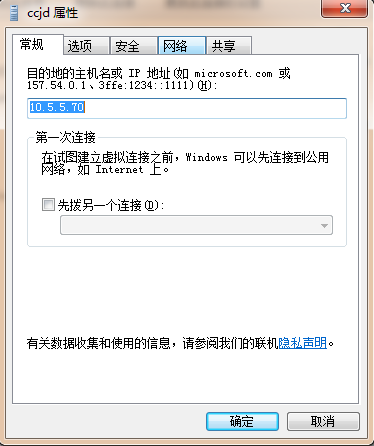 ccjd 属性
常规 选项 安全 网络 共享
目的地的主机名或 IP 地址(如 microsoft.com 或
157.54.0.1、3ffe:1234::1111)(H):
10.5.5.70
第一次连接
在试图建立虚拟连接之前，Windows 可以先连接到公用
网络，如 Internet 上。
先拨另一个连接(D):
有关数据收集和使用的信息，请参阅我们的联机隐私声明。
确定 取消